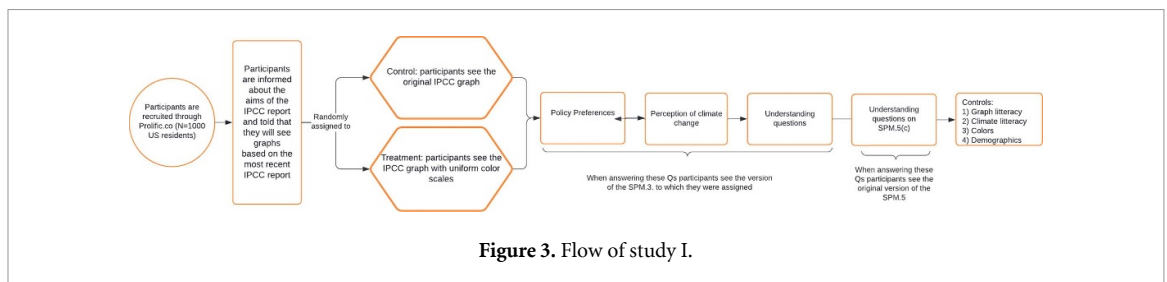 Participants are
recruited through
Prolific.co (N=1000
US residents)
Participants
are informed
about the
aims of the
IPCC report
and told that
they will see
graphs
based on the
most recent
IPCC report
Randomly
assigned to
Control: participants see the
original IPCC graph
Treatment: participants see the
IPCC graph with uniform color
scales
Policy Preferences
Perception of climate
change
Understanding
questions
When answering these Qs participants see the version
of the SPM.3. to which they were assigned
Understanding
questions on
SPM.5(c)
When answering these
Qs participants see the
original version of the
SPM.5
Controls:
1) Graph litteracy
2) Climate litteracy
3) Colors
4) Demographics
Figure 3. Flow of study I.